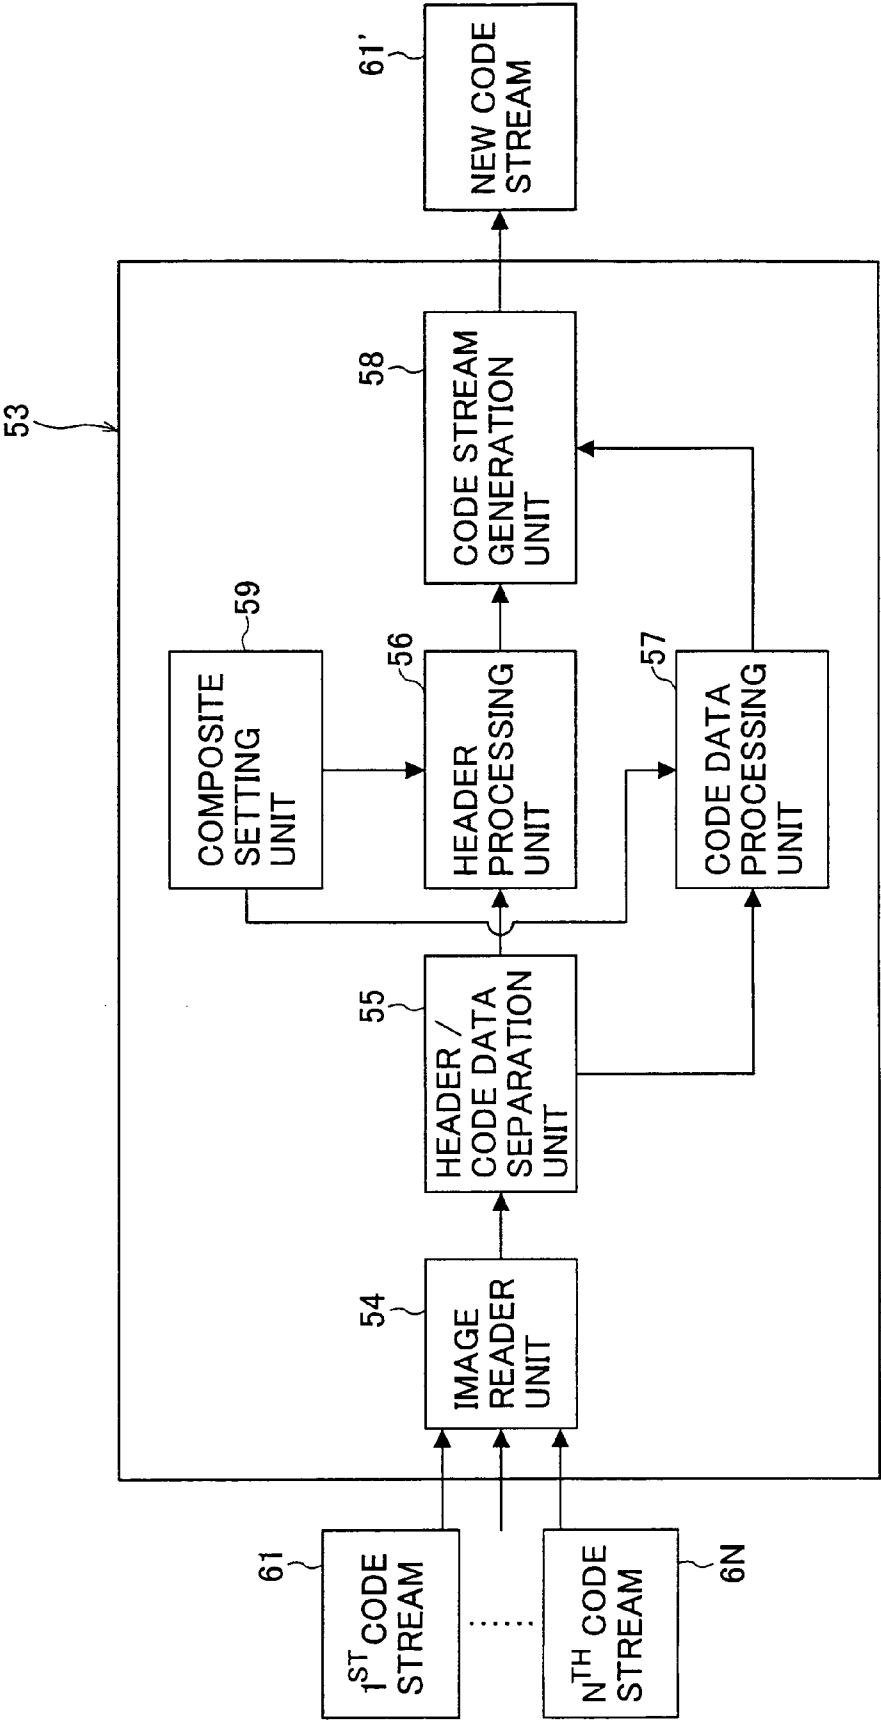 53
61
1ST CODE
STREAM
NTH CODE
STREAM
6N
54
IMAGE
READER
UNIT
55
HEADER /
CODE DATA
SEPARATION
UNIT
59
COMPOSITE
SETTING
UNIT
56
HEADER
PROCESSING
UNIT
57
CODE DATA
PROCESSING
UNIT
58
CODE STREAM
GENERATION
UNIT
61'
NEW CODE
STREAM